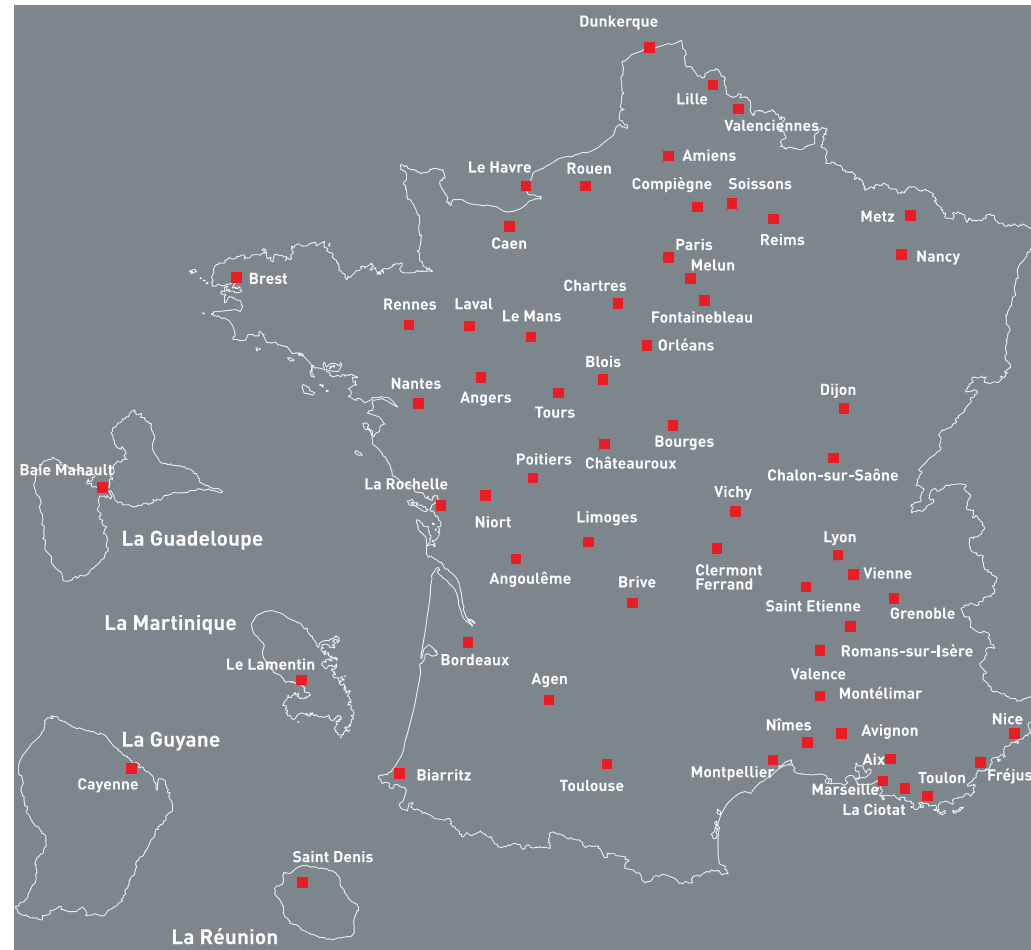 Dunkerque
Lille
Valenciennes
Amiens
Le Havre
Rouen
Compiègne
Soissons
Metz
Reims
Caen
Paris
Nancy
Melun
Brest
Chartres
Rennes
Laval
Le Mans
Fontainebleau
Orléans
Blois
Nantes
Angers
Tours
Dijon
Bourges
Châteauroux
Poitiers
Baie Mahault
Chalon-sur-Saône
La Rochelle
Vichy
Niort
Limoges
La Guadeloupe
Lyon
Angoulême
Clermont
Ferrand
Vienne
Brive
Saint Etienne
Grenoble
La Martinique
Romans-sur-Isère
Bordeaux
Le Lamentin
Valence
Agen
Montélimar
Nice
Nîmes
Avignon
La Guyane
Aix
Cayenne
Biarritz
Toulouse
Montpellier
Toulon
Fréjus
Marseille
La Ciotat
Saint Denis
La Réunion